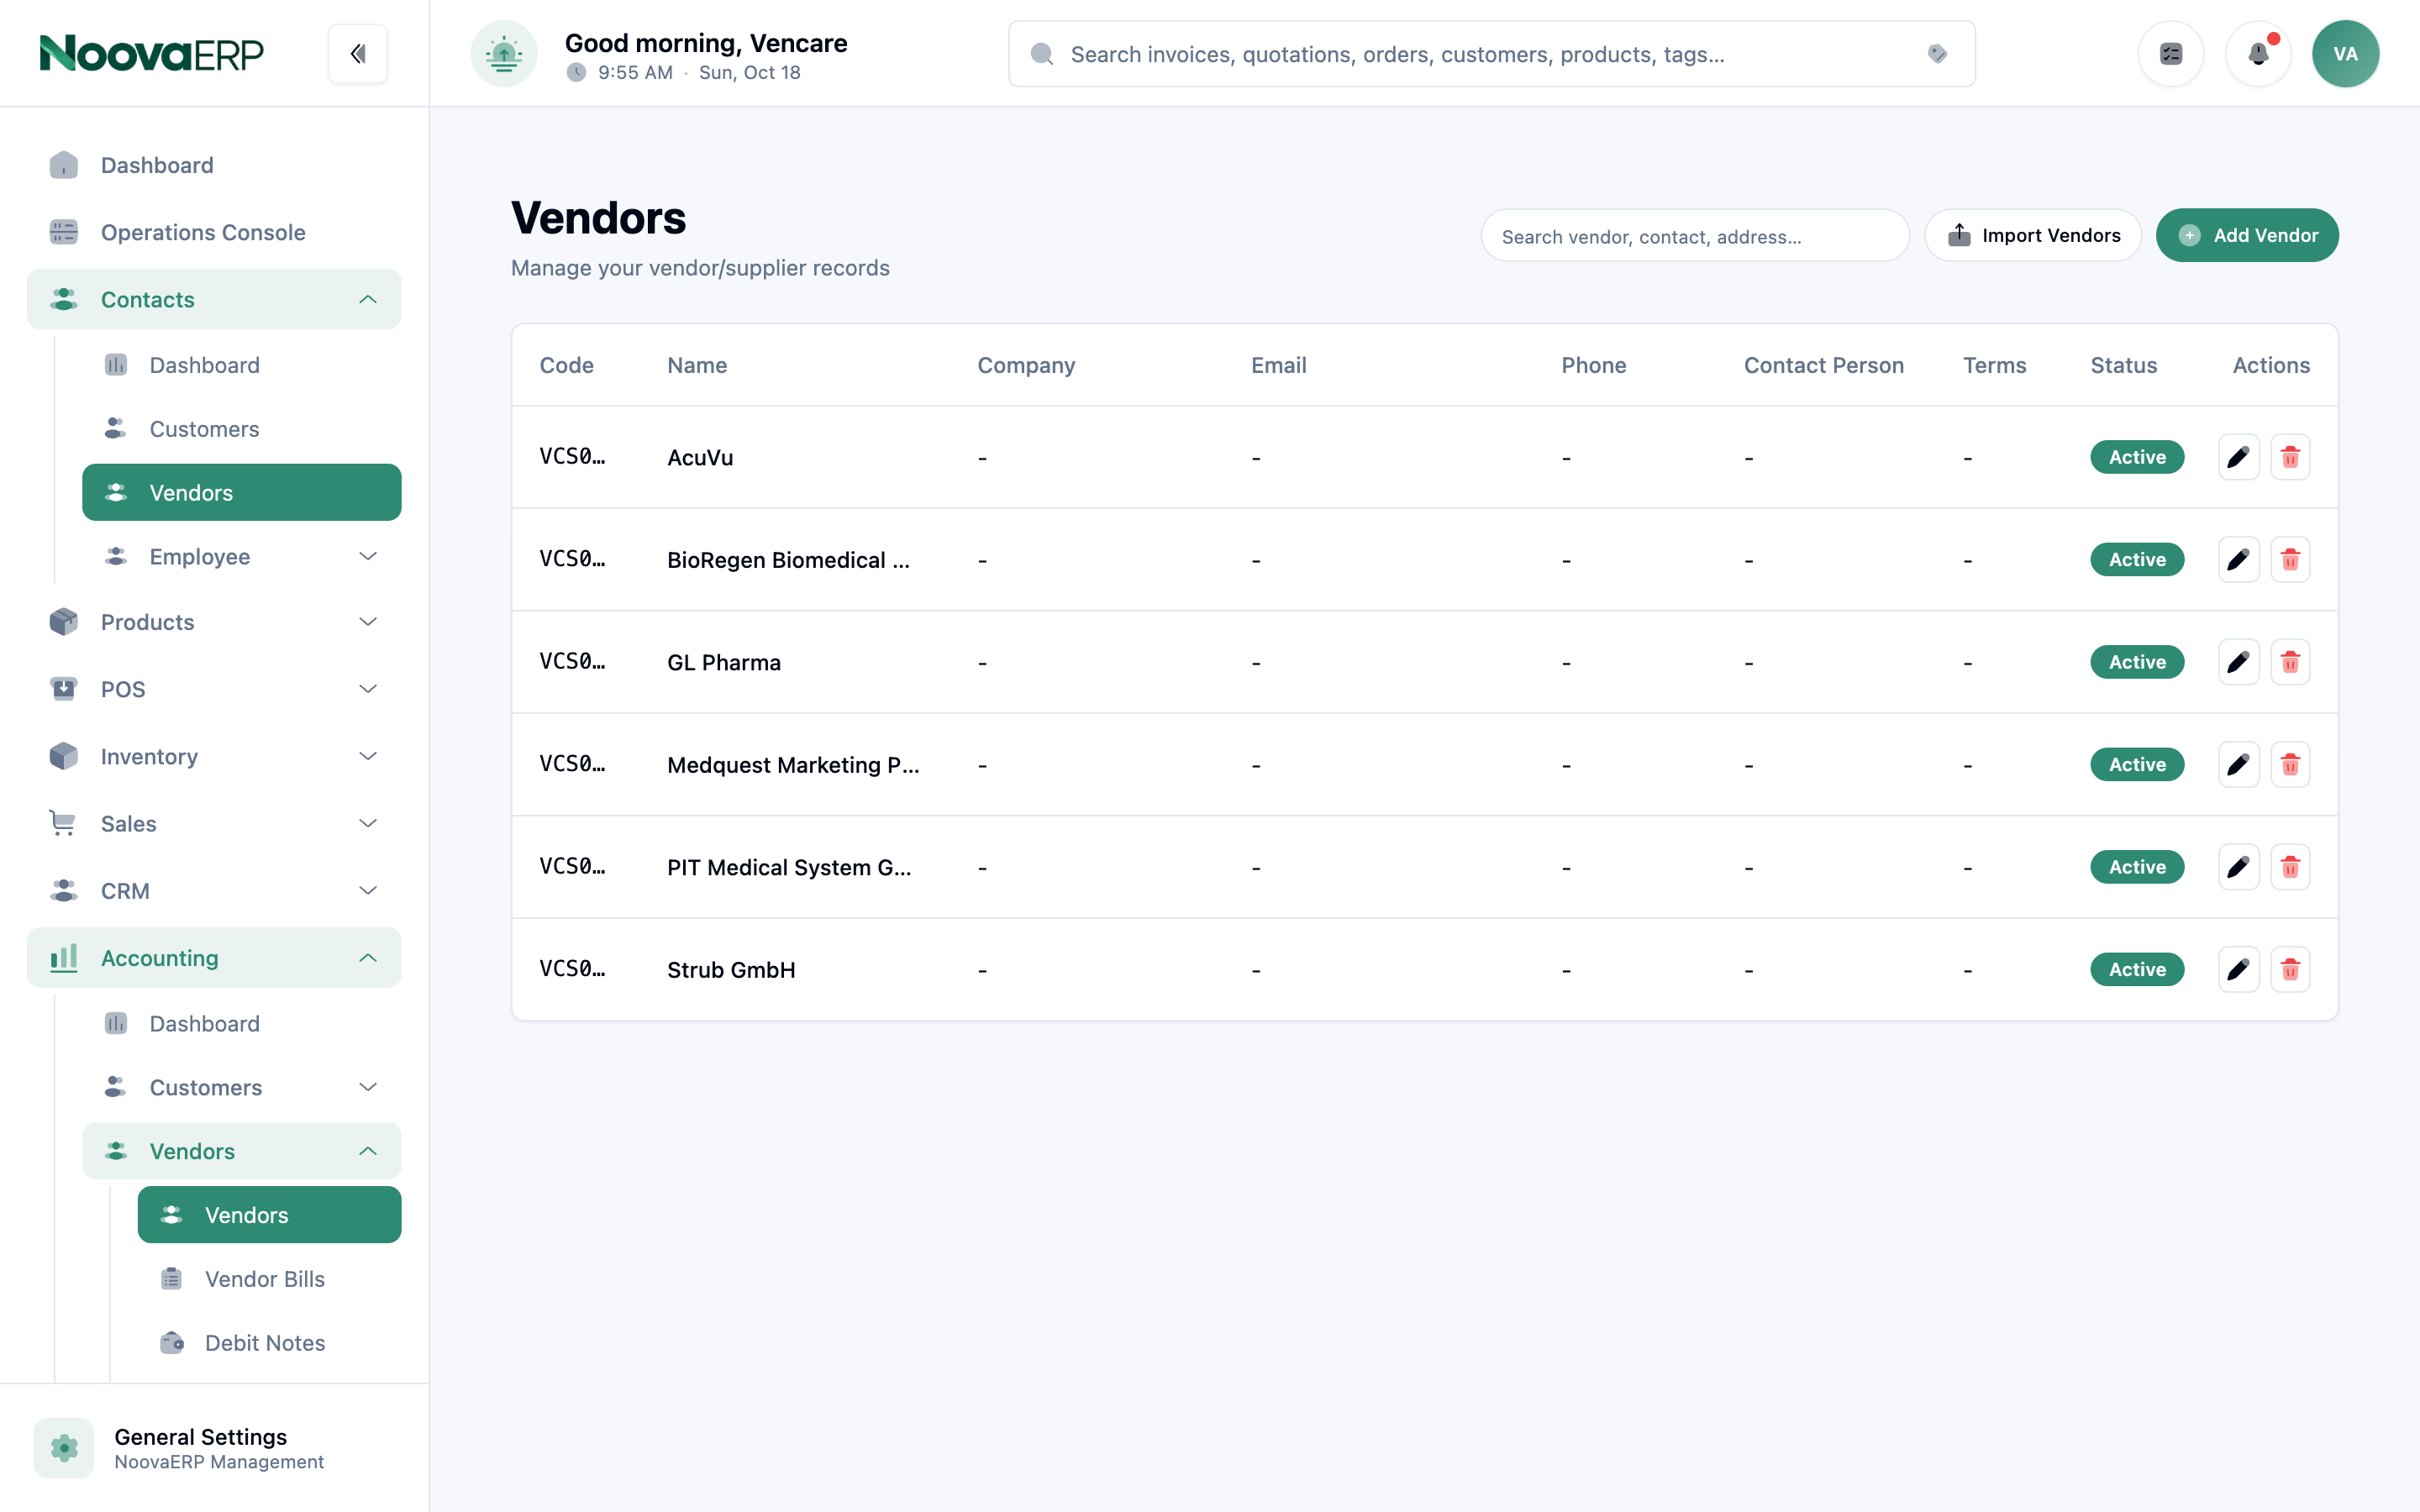 NoovaERP
Good morning, Vencare
9:55 AM · Sun, Oct 18
Search invoices, quotations, orders, customers, products, tags...
VA
Dashboard
Operations Console
Contacts
Dashboard
Customers
Vendors
Employee
Products
POS
Inventory
Sales
CRM
Accounting
Dashboard
Customers
Vendors
Vendors
Vendor Bills
Debit Notes
General Settings
NoovaERP Management
Vendors
Manage your vendor/supplier records
Search vendor, contact, address...
Import Vendors
Add Vendor
Code Name Company Email Phone Contact Person Terms Status Actions
VCS0... AcuVu - - - - - Active
VCS0... BioRegen Biomedical ... - - - - - Active
VCS0... GL Pharma - - - - - Active
VCS0... Medquest Marketing P... - - - - - Active
VCS0... PIT Medical System G... - - - - - Active
VCS0... Strub GmbH - - - - - Active